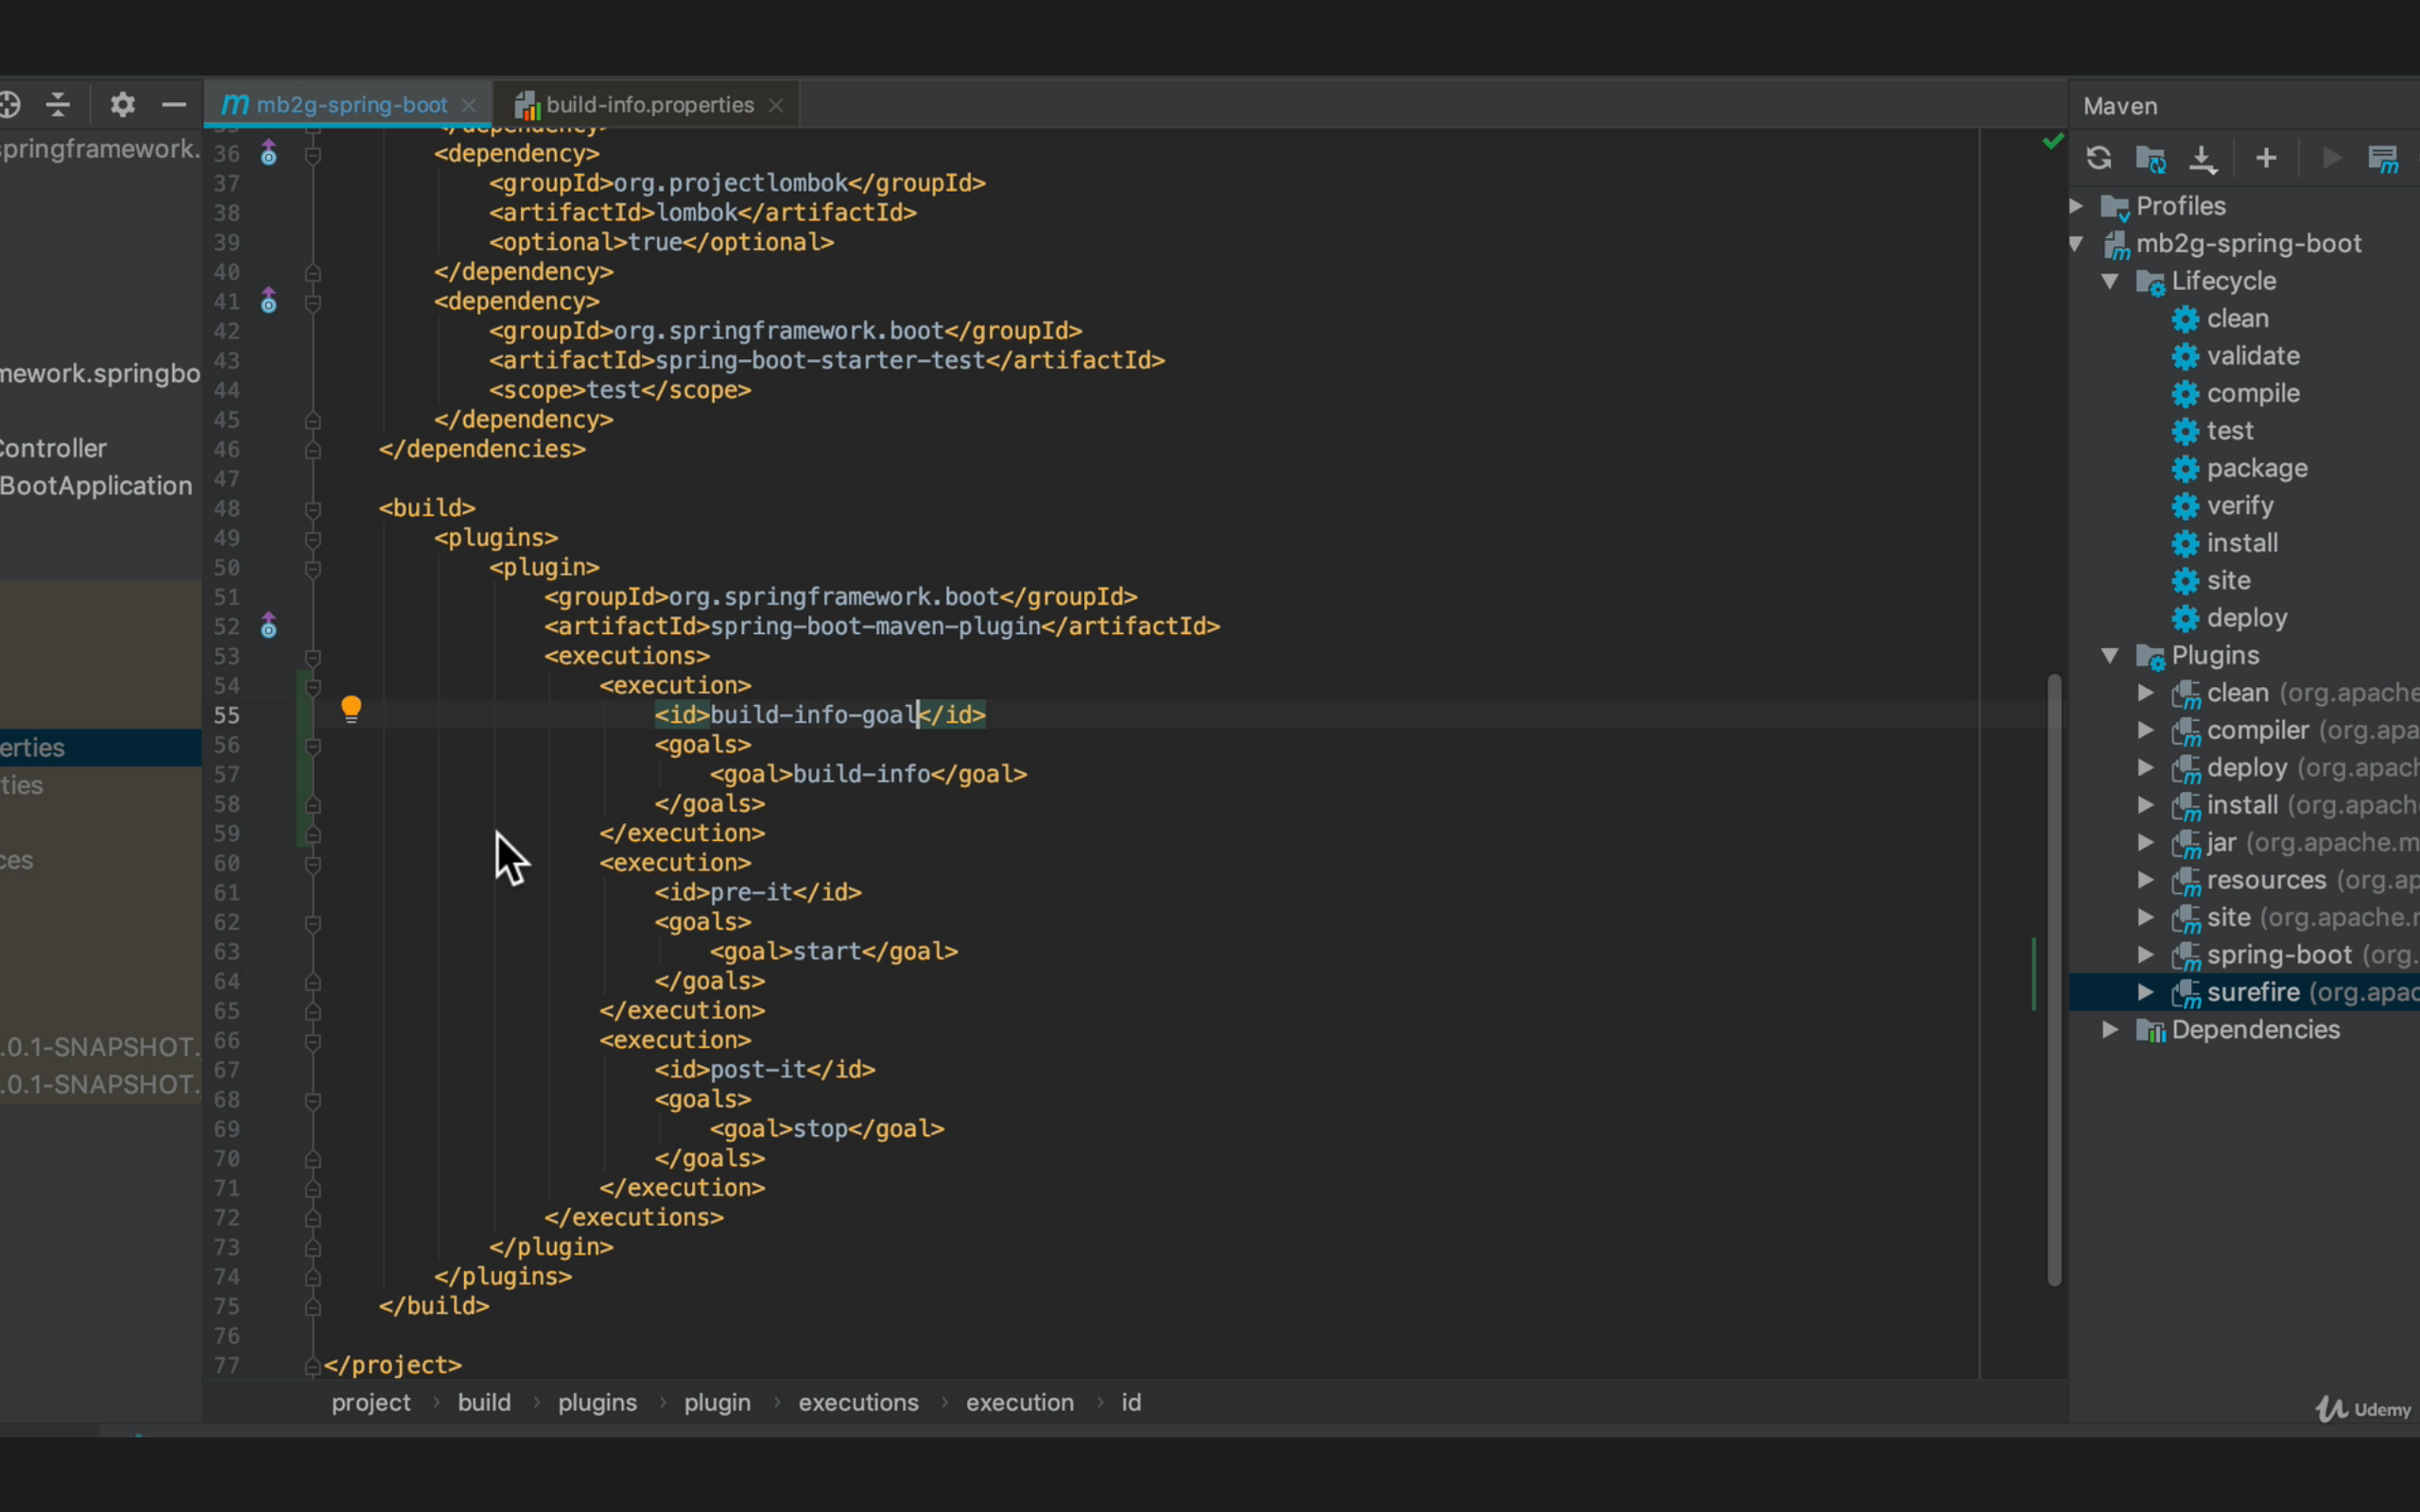 mb2g-spring-boot
build-info.properties
Maven
springframework.
mework.springbo
Controller
BootApplication
erties
ties
ces
.0.1-SNAPSHOT.
.0.1-SNAPSHOT.
</dependency>
36 <dependency>
37 <groupId>org.projectlombok</groupId>
38 <artifactId>lombok</artifactId>
39 <optional>true</optional>
40 </dependency>
41 <dependency>
42 <groupId>org.springframework.boot</groupId>
43 <artifactId>spring-boot-starter-test</artifactId>
44 <scope>test</scope>
45 </dependency>
46 </dependencies>
47
48 <build>
49 <plugins>
50 <plugin>
51 <groupId>org.springframework.boot</groupId>
52 <artifactId>spring-boot-maven-plugin</artifactId>
53 <executions>
54 <execution>
55 <id>build-info-goal</id>
56 <goals>
57 <goal>build-info</goal>
58 </goals>
59 </execution>
60 <execution>
61 <id>pre-it</id>
62 <goals>
63 <goal>start</goal>
64 </goals>
65 </execution>
66 <execution>
67 <id>post-it</id>
68 <goals>
69 <goal>stop</goal>
70 </goals>
71 </execution>
72 </executions>
73 </plugin>
74 </plugins>
75 </build>
76
77 </project>
project › build › plugins › plugin › executions › execution › id
Profiles
mb2g-spring-boot
Lifecycle
clean
validate
compile
test
package
verify
install
site
deploy
Plugins
clean (org.apache
compiler (org.apa
deploy (org.apach
install (org.apach
jar (org.apache.m
resources (org.ap
site (org.apache.r
spring-boot (org.
surefire (org.apac
Dependencies
Udemy